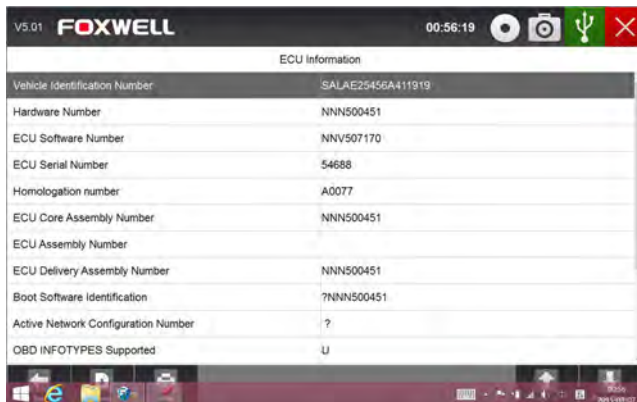 V5.01 FOXWELL 00:56:19
ECU Information
Vehicle Identification Number SALAE25456A411919
Hardware Number NNN500451
ECU Software Number NNV507170
ECU Serial Number 54688
Homologation number A0077
ECU Core Assembly Number NNN500451
ECU Assembly Number
ECU Delivery Assembly Number NNN500451
Boot Software Identification ?NNN500451
Active Network Configuration Number ?
OBD INFOTYPES Supported U